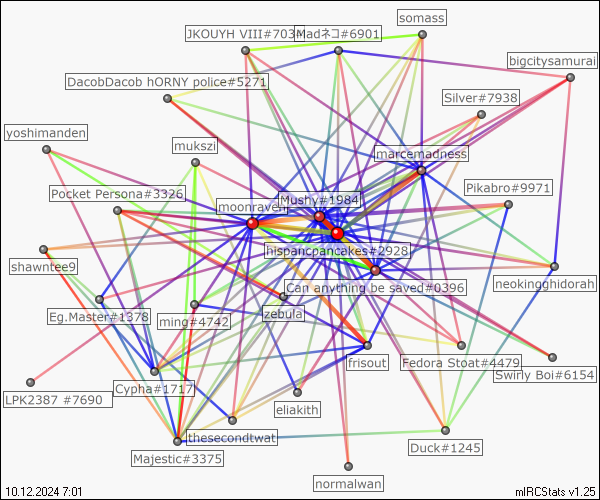 somass
JKOUYH VIII#703
Madネコ#6901
bigcitysamurai
DacobDacob hORNY police#5271
Silver#7938
yoshimanden
mukszi
marcemadness
Pikabro#9971
Pocket Persona#3326
Mushy#1984
moonraven
hispancpancakes#2928
shawntee9
Can anything be saved#0396
neokingghidorah
Eg.Master#1378
ming#4742
zebula
frisout
Fedora Stoat#4479
Swirly Boi#6154
Cypha#1717
LPK2387 #7690
eliakith
thesecondtwat
Duck#1245
Majestic#3375
normalwan
10.12.2024 7:01
mIRCStats v1.25